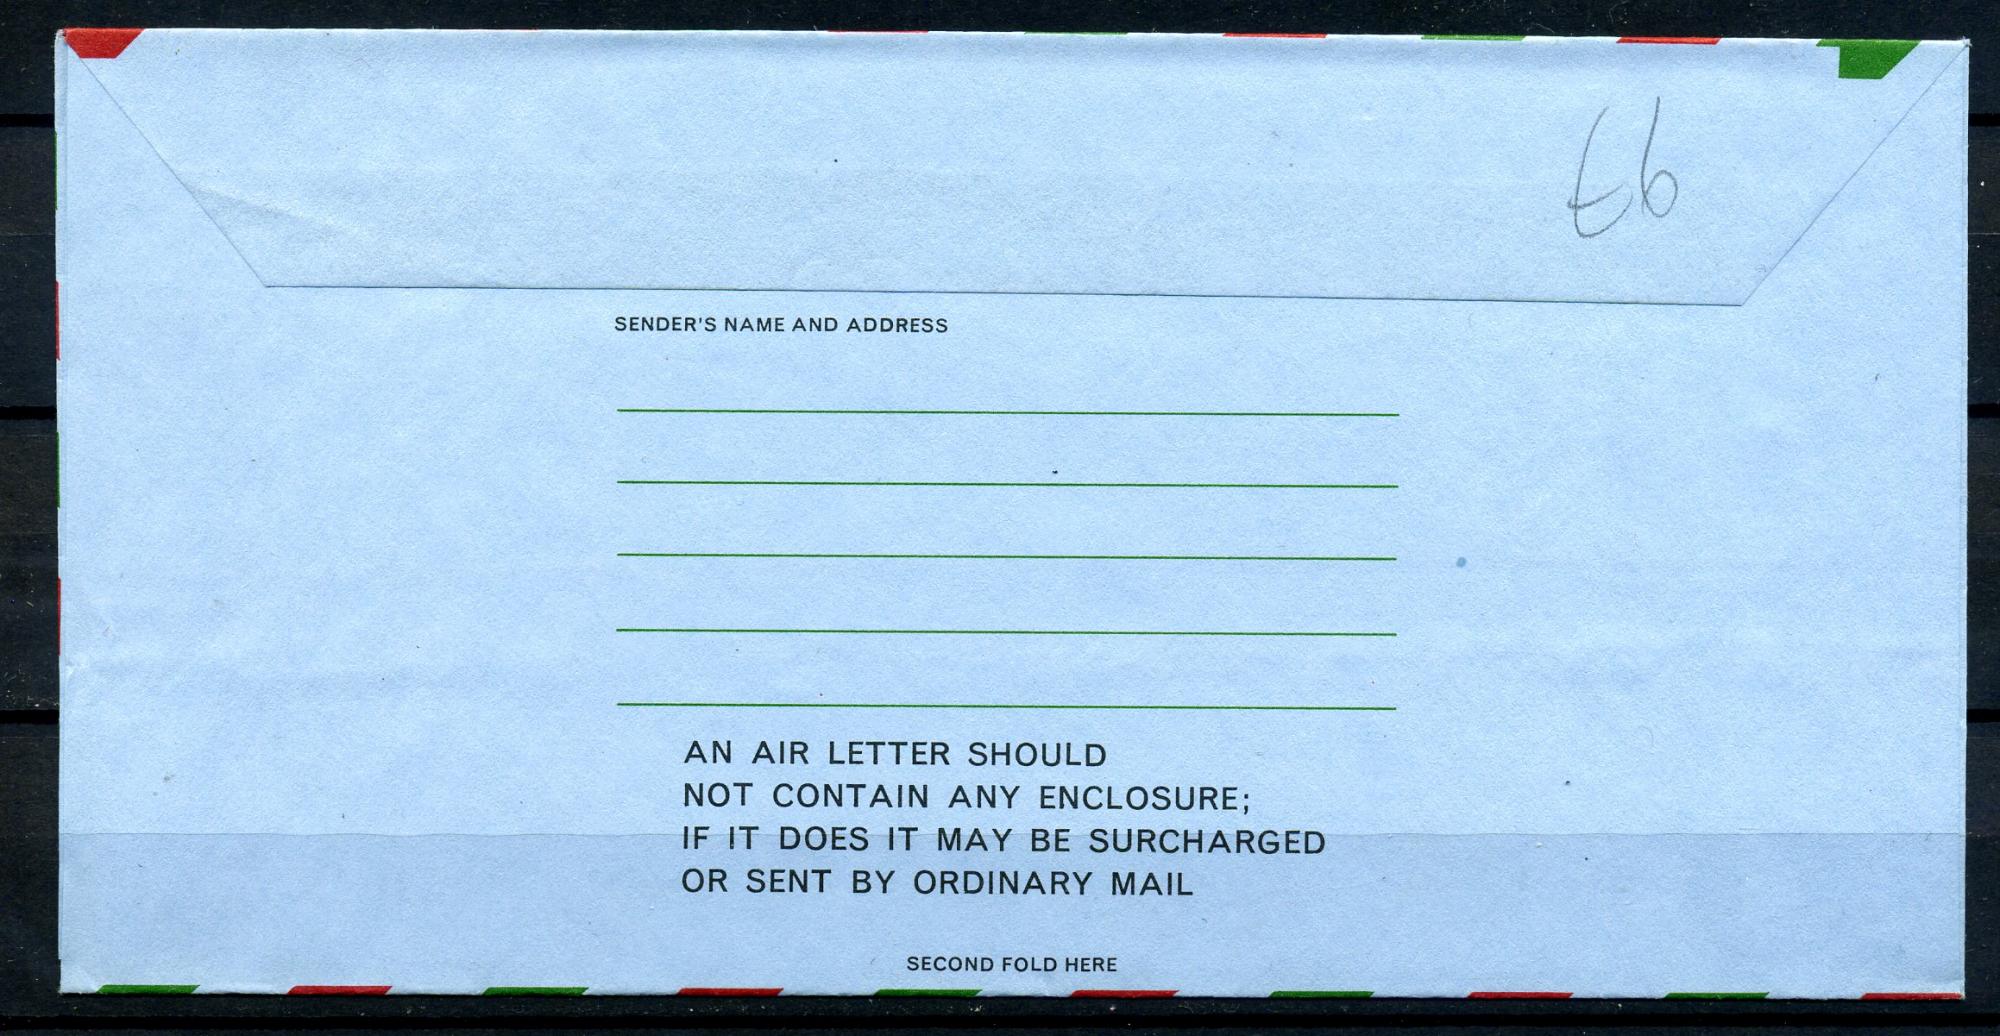 £6
SENDER'S NAME AND ADDRESS
AN AIR LETTER SHOULD
NOT CONTAIN ANY ENCLOSURE;
IF IT DOES IT MAY BE SURCHARGED
OR SENT BY ORDINARY MAIL
SECOND FOLD HERE